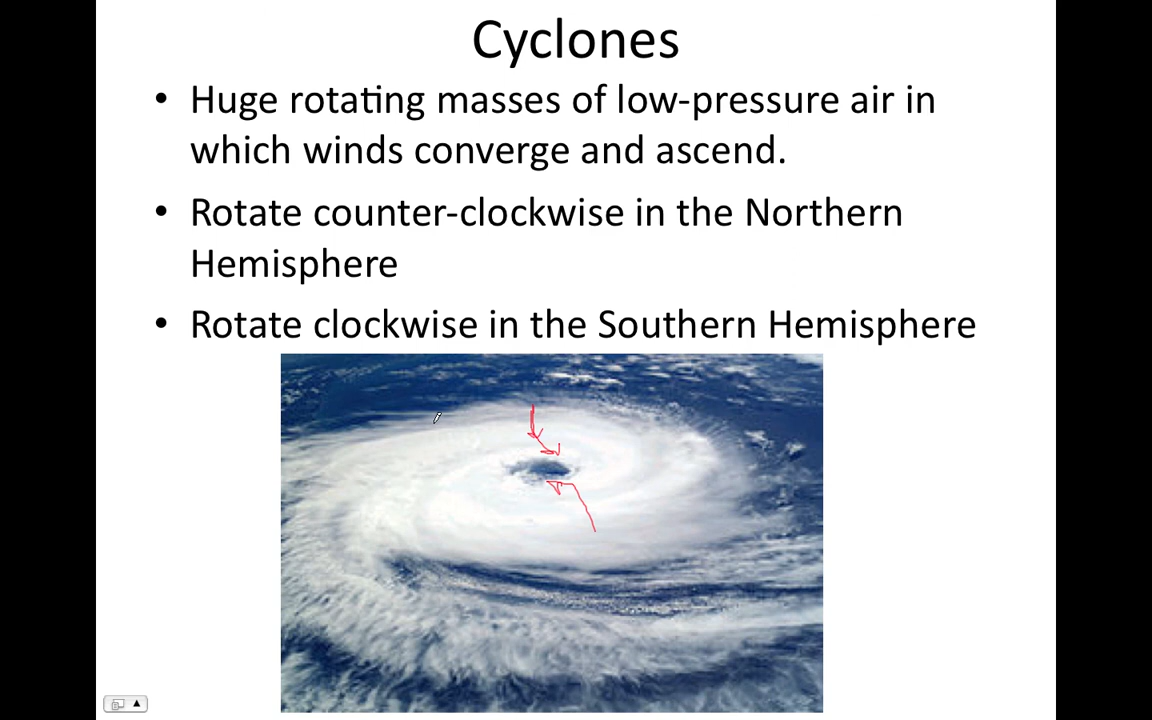 Cyclones
• Huge rotating masses of low-pressure air in
which winds converge and ascend.
• Rotate counter-clockwise in the Northern
Hemisphere
• Rotate clockwise in the Southern Hemisphere